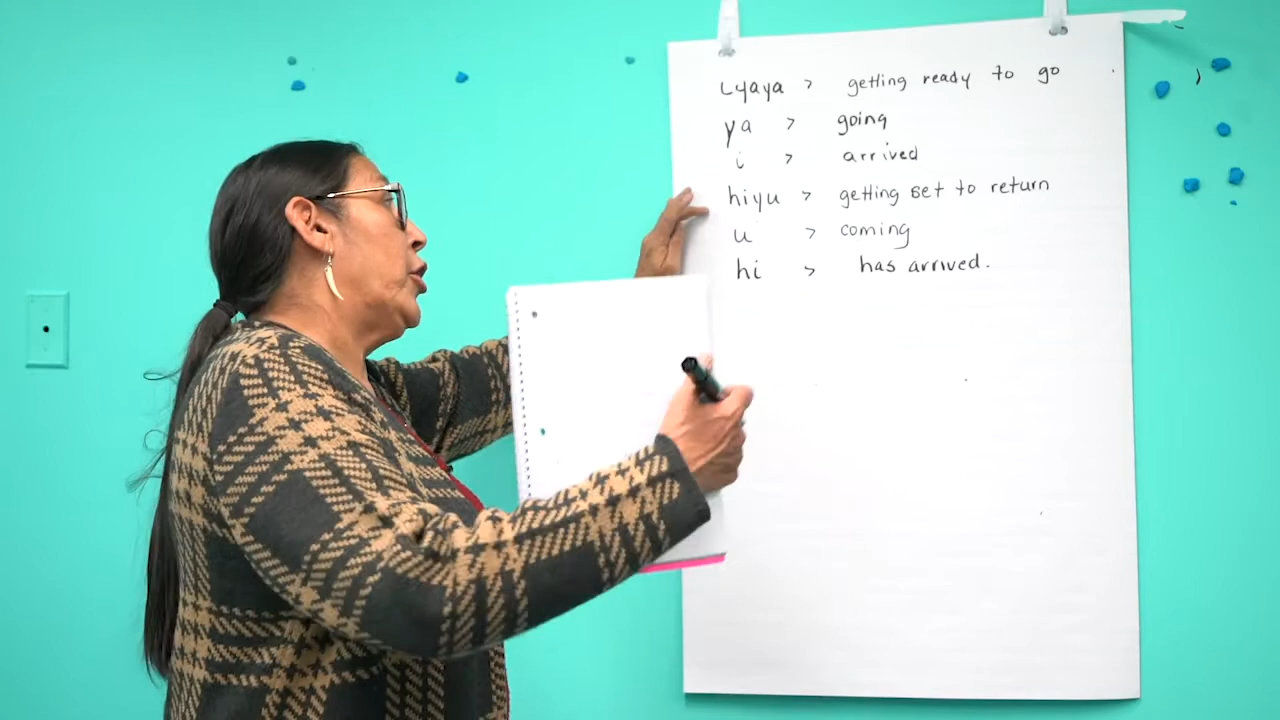 iyaya > getting ready to go
ya > going
i > arrived
hiyu > getting set to return
u > coming
hi > has arrived.